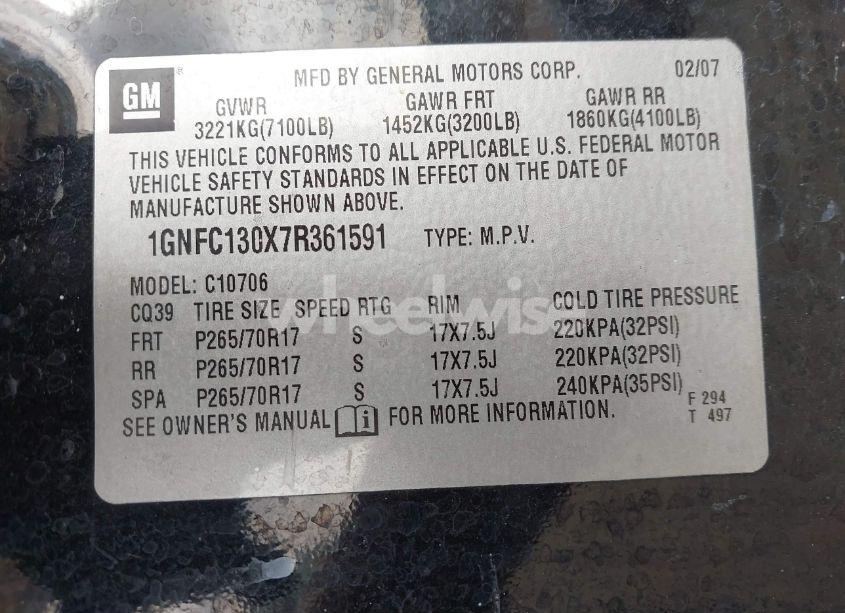 GM ® MFD BY GENERAL MOTORS CORP. 02/07
GVWR GAWR FRT GAWR RR
3221KG(7100LB) 1452KG(3200LB) 1860KG(4100LB)
THIS VEHICLE CONFORMS TO ALL APPLICABLE U.S. FEDERAL MOTOR
VEHICLE SAFETY STANDARDS IN EFFECT ON THE DATE OF
MANUFACTURE SHOWN ABOVE.
1GNFC130X7R361591 TYPE: M.P.V.
MODEL: C10706
CQ39 TIRE SIZE SPEED RTG RIM COLD TIRE PRESSURE
FRT P265/70R17 S 17X7.5J 220KPA(32PSI)
RR P265/70R17 S 17X7.5J 220KPA(32PSI)
SPA P265/70R17 S 17X7.5J 240KPA(35PSI)
SEE OWNER'S MANUAL i FOR MORE INFORMATION.
F 294
T 497
wheelwise